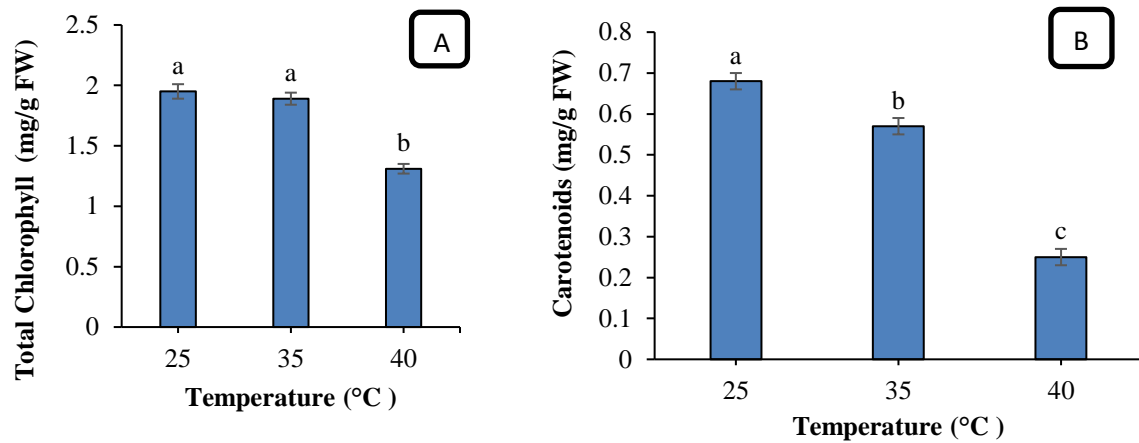 A
Total Chlorophyll (mg/g FW)
2.5
2
1.5
1
0.5
0
a
a
b
25 35 40
Temperature (°C )
B
Carotenoids (mg/g FW)
0.8
0.7
0.6
0.5
0.4
0.3
0.2
0.1
0
a
b
c
25 35 40
Temperature (°C )